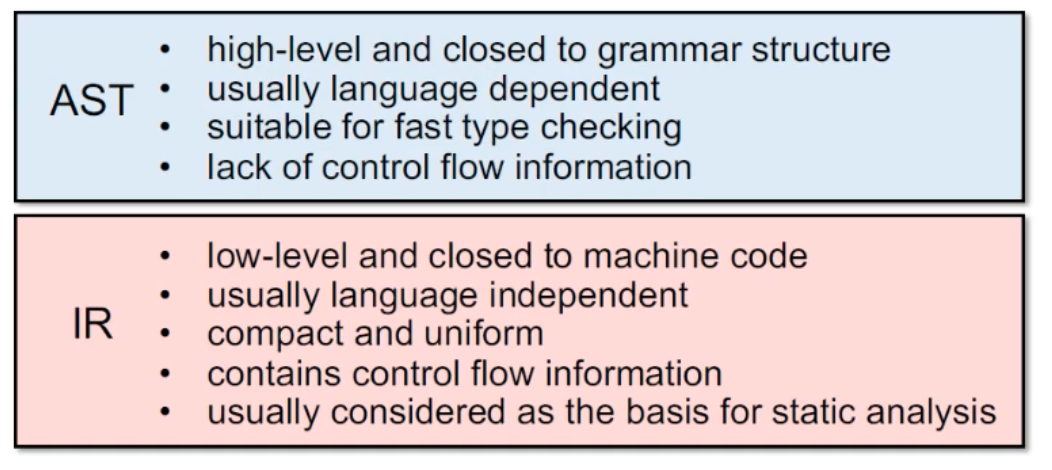 AST
• high-level and closed to grammar structure
• usually language dependent
• suitable for fast type checking
• lack of control flow information
IR
• low-level and closed to machine code
• usually language independent
• compact and uniform
• contains control flow information
• usually considered as the basis for static analysis